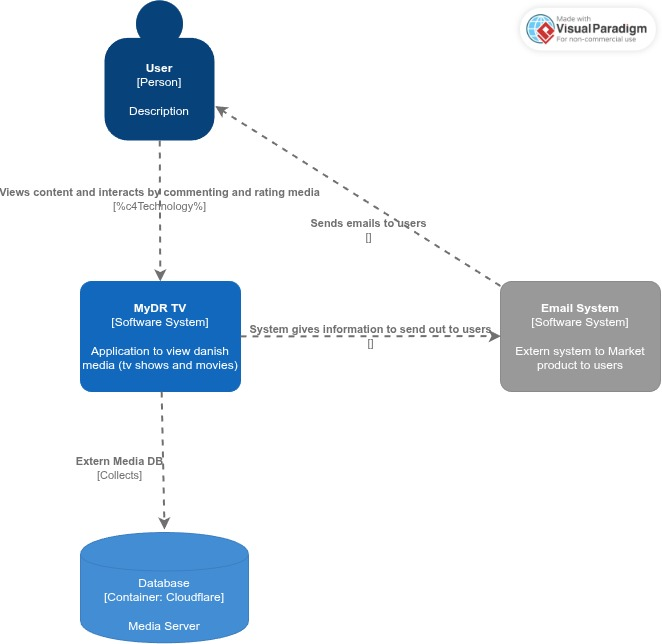 Made with
Visual Paradigm
For non-commercial use
User
[Person]
Description
Views content and interacts by commenting and rating media
[%c4Technology%]
Sends emails to users
[]
MyDR TV
[Software System]
Application to view danish
media (tv shows and movies)
System gives information to send out to users
[]
Email System
[Software System]
Extern system to Market
product to users
Extern Media DB
[Collects]
Database
[Container: Cloudflare]
Media Server